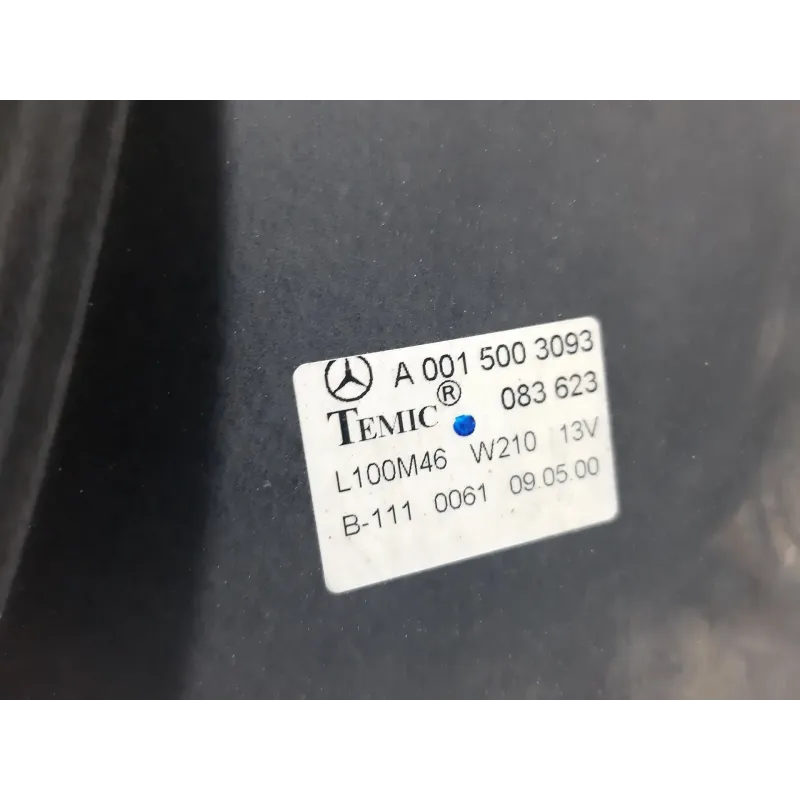 A 001 500 3093
TEMIC® 083 623
L100M46 W210 13V
B-111 0061 09.05.00